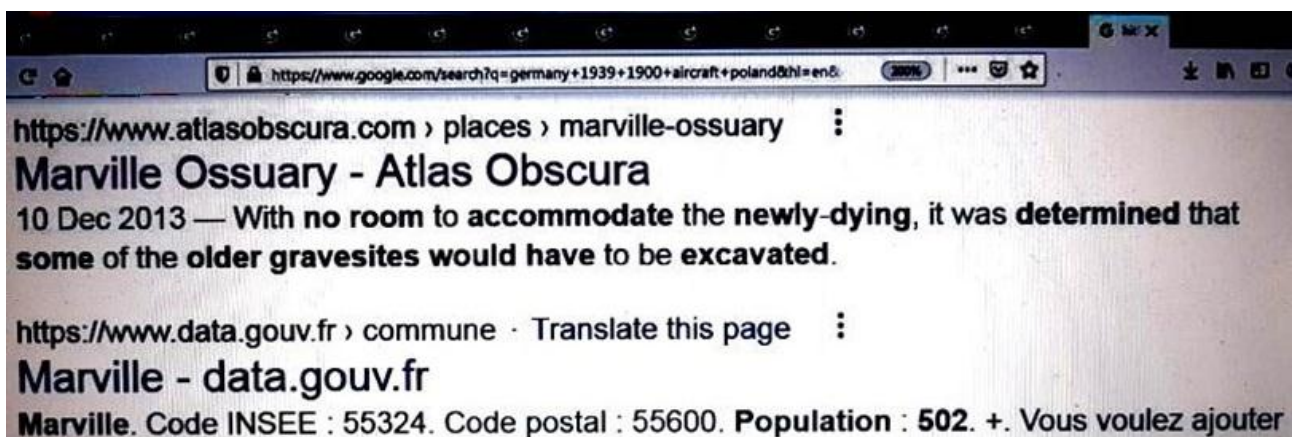 https://www.google.com/search?q=germany+1939+1900+aircraft+poland&hl=en& 200%
https://www.atlasobscura.com › places › marville-ossuary
Marville Ossuary - Atlas Obscura
10 Dec 2013 — With no room to accommodate the newly-dying, it was determined that
some of the older gravesites would have to be excavated.
https://www.data.gouv.fr › commune · Translate this page
Marville - data.gouv.fr
Marville. Code INSEE : 55324. Code postal : 55600. Population : 502. +. Vous voulez ajouter